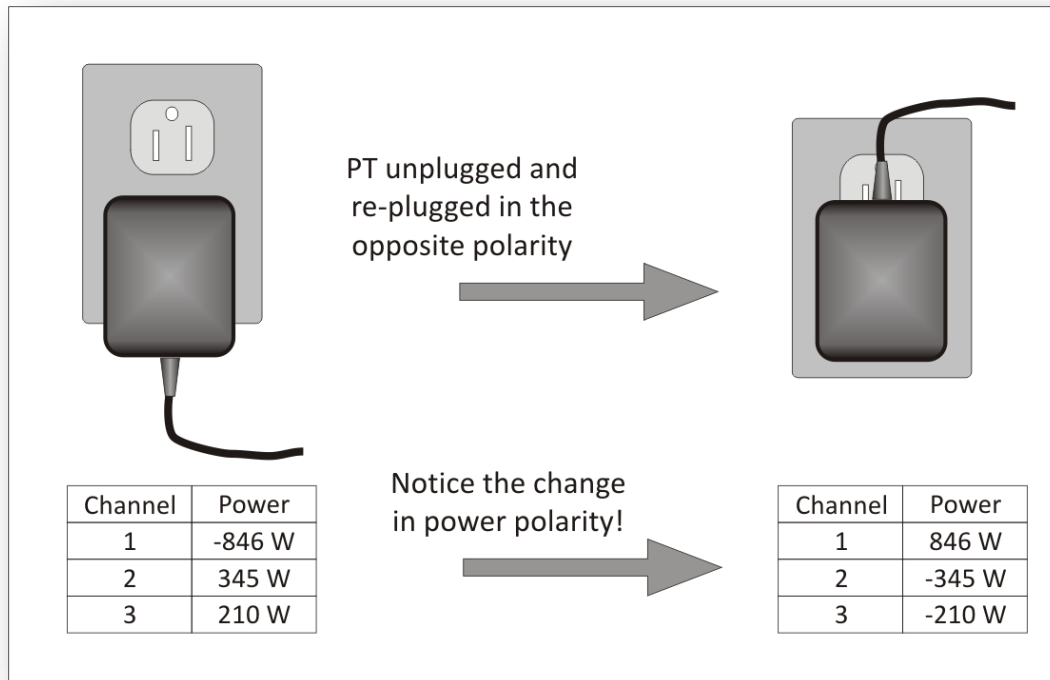 PT unplugged and
re-plugged in the
opposite polarity
Notice the change
in power polarity!
Channel Power
1 -846 W
2 345 W
3 210 W
Channel Power
1 846 W
2 -345 W
3 -210 W